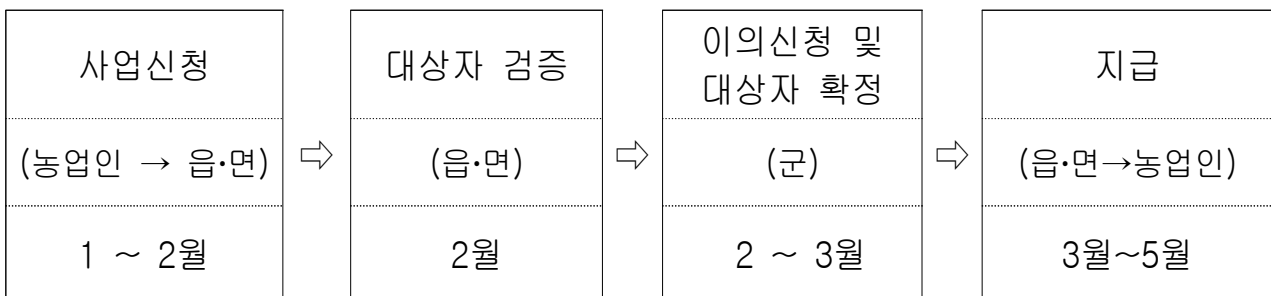 사업신청
(농업인 → 읍·면)
1 ~ 2월
⇨
대상자 검증
(읍·면)
2월
⇨
이의신청 및
대상자 확정
(군)
2 ~ 3월
⇨
지급
(읍·면→농업인)
3월~5월